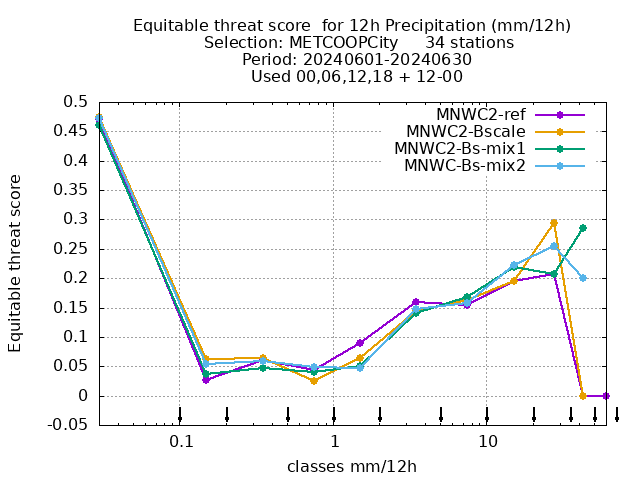 Equitable threat score  for 12h Precipitation (mm/12h)
Selection: METCOOPCity     34 stations
Period: 20240601-20240630
Used 00,06,12,18 + 12-00
MNWC2-ref
MNWC2-Bscale
MNWC2-Bs-mix1
MNWC-Bs-mix2
Equitable threat score
0.5
0.45
0.4
0.35
0.3
0.25
0.2
0.15
0.1
0.05
0
-0.05
0.1 1 10
classes mm/12h